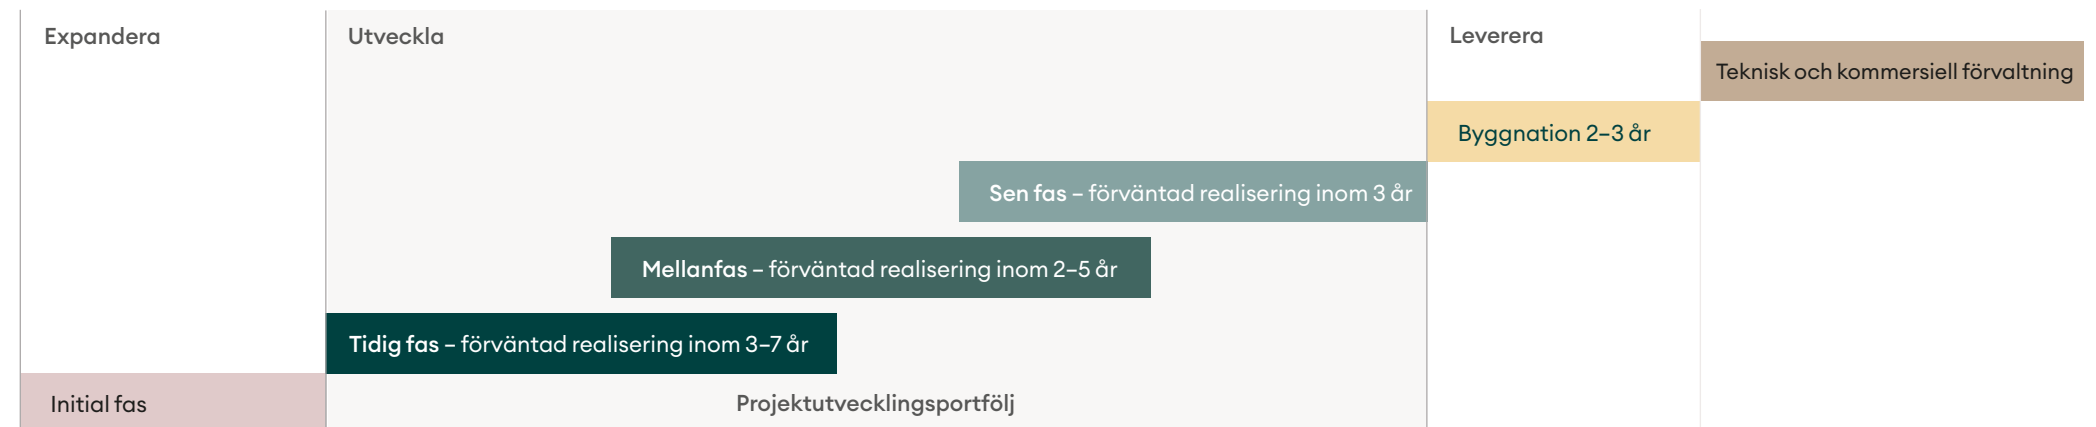 Expandera
Utveckla
Leverera
Teknisk och kommersiell förvaltning
Byggnation 2–3 år
Sen fas – förväntad realisering inom 3 år
Mellanfas – förväntad realisering inom 2–5 år
Tidig fas – förväntad realisering inom 3–7 år
Initial fas
Projektutvecklingsportfölj